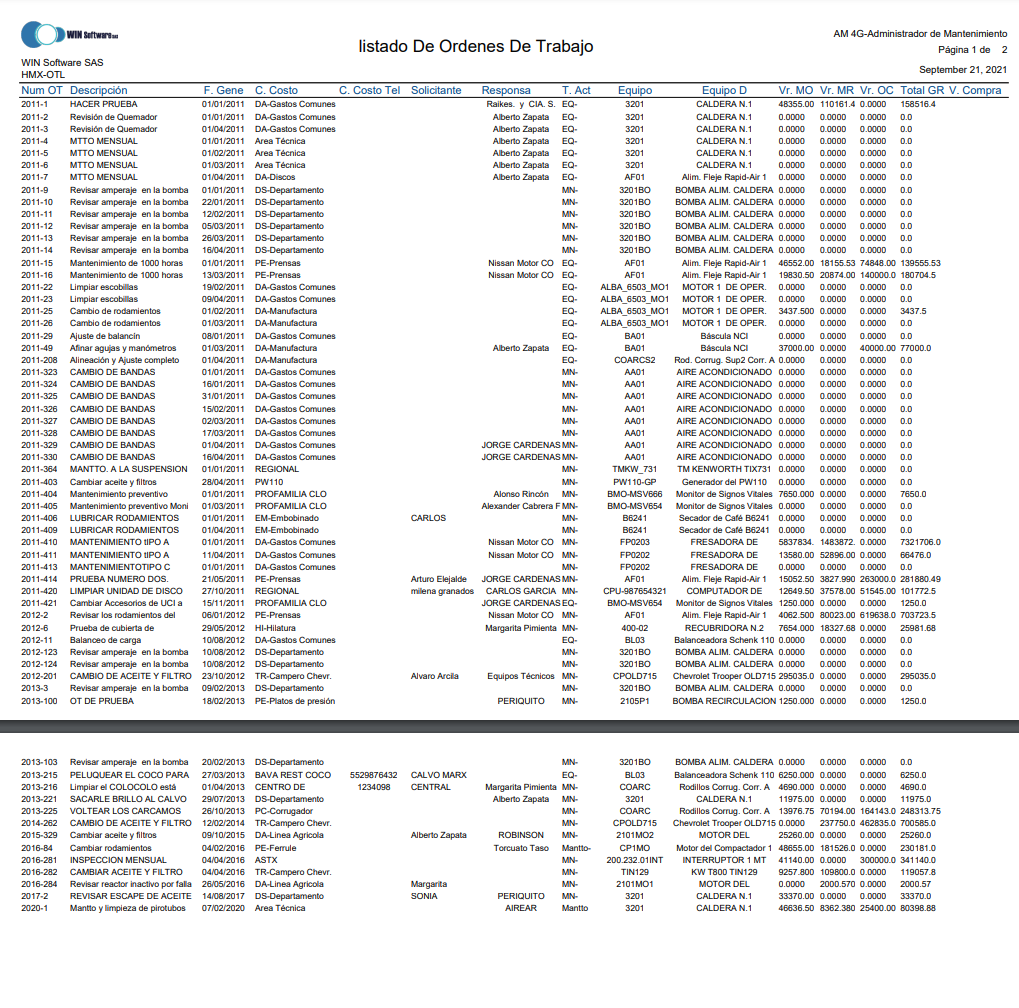 WIN Software SAS
listado De Ordenes De Trabajo
AM 4G-Administrador de Mantenimiento
Página 1 de 2
WIN Software SAS
HMX-OTL
September 21, 2021
Num OT Descripción F. Gene C. Costo C. Costo Tel Solicitante Responsa T. Act Equipo Equipo D Vr. MO Vr. MR Vr. OC Total GR V. Compra
2011-1 HACER PRUEBA 01/01/2011 DA-Gastos Comunes Raikes. y CIA. S. EQ- 3201 CALDERA N.1 48355.00 110161.4 0.0000 158516.4
2011-2 Revisión de Quemador 01/01/2011 DA-Gastos Comunes Alberto Zapata EQ- 3201 CALDERA N.1 0.0000 0.0000 0.0000 0.0
2011-3 Revisión de Quemador 01/04/2011 DA-Gastos Comunes Alberto Zapata EQ- 3201 CALDERA N.1 0.0000 0.0000 0.0000 0.0
2011-4 MTTO MENSUAL 01/01/2011 Area Técnica Alberto Zapata EQ- 3201 CALDERA N.1 0.0000 0.0000 0.0000 0.0
2011-5 MTTO MENSUAL 01/02/2011 Area Técnica Alberto Zapata EQ- 3201 CALDERA N.1 0.0000 0.0000 0.0000 0.0
2011-6 MTTO MENSUAL 01/03/2011 Area Técnica Alberto Zapata EQ- 3201 CALDERA N.1 0.0000 0.0000 0.0000 0.0
2011-7 MTTO MENSUAL 01/04/2011 DA-Discos Alberto Zapata EQ- AF01 Alim. Fleje Rapid-Air 1 0.0000 0.0000 0.0000 0.0
2011-9 Revisar amperaje en la bomba 01/01/2011 DS-Departamento MN- 3201BO BOMBA ALIM. CALDERA 0.0000 0.0000 0.0000 0.0
2011-10 Revisar amperaje en la bomba 22/01/2011 DS-Departamento MN- 3201BO BOMBA ALIM. CALDERA 0.0000 0.0000 0.0000 0.0
2011-11 Revisar amperaje en la bomba 12/02/2011 DS-Departamento MN- 3201BO BOMBA ALIM. CALDERA 0.0000 0.0000 0.0000 0.0
2011-12 Revisar amperaje en la bomba 05/03/2011 DS-Departamento MN- 3201BO BOMBA ALIM. CALDERA 0.0000 0.0000 0.0000 0.0
2011-13 Revisar amperaje en la bomba 26/03/2011 DS-Departamento MN- 3201BO BOMBA ALIM. CALDERA 0.0000 0.0000 0.0000 0.0
2011-14 Revisar amperaje en la bomba 16/04/2011 DS-Departamento MN- 3201BO BOMBA ALIM. CALDERA 0.0000 0.0000 0.0000 0.0
2011-15 Mantenimiento de 1000 horas 01/01/2011 PE-Prensas Nissan Motor CO EQ- AF01 Alim. Fleje Rapid-Air 1 46552.00 18155.53 74848.00 139555.53
2011-16 Mantenimiento de 1000 horas 13/03/2011 PE-Prensas Nissan Motor CO EQ- AF01 Alim. Fleje Rapid-Air 1 19830.50 20874.00 140000.0 180704.5
2011-22 Limpiar escobillas 19/02/2011 DA-Gastos Comunes EQ- ALBA_6503_MO1 MOTOR 1 DE OPER. 0.0000 0.0000 0.0000 0.0
2011-23 Limpiar escobillas 09/04/2011 DA-Gastos Comunes EQ- ALBA_6503_MO1 MOTOR 1 DE OPER. 0.0000 0.0000 0.0000 0.0
2011-25 Cambio de rodamientos 01/02/2011 DA-Manufactura EQ- ALBA_6503_MO1 MOTOR 1 DE OPER. 3437.500 0.0000 0.0000 3437.5
2011-26 Cambio de rodamientos 01/03/2011 DA-Manufactura EQ- ALBA_6503_MO1 MOTOR 1 DE OPER. 0.0000 0.0000 0.0000 0.0
2011-29 Ajuste de balancín 08/01/2011 DA-Gastos Comunes EQ- BA01 Báscula NCI 0.0000 0.0000 0.0000 0.0
2011-49 Afinar agujas y manómetros 01/03/2011 DA-Manufactura Alberto Zapata EQ- BA01 Báscula NCI 37000.00 0.0000 40000.00 77000.0
2011-208 Alineación y Ajuste completo 01/04/2011 DA-Manufactura EQ- COARCS2 Rod. Corrug. Sup2 Corr. A 0.0000 0.0000 0.0000 0.0
2011-323 CAMBIO DE BANDAS 01/01/2011 DA-Gastos Comunes MN- AA01 AIRE ACONDICIONADO 0.0000 0.0000 0.0000 0.0
2011-324 CAMBIO DE BANDAS 16/01/2011 DA-Gastos Comunes MN- AA01 AIRE ACONDICIONADO 0.0000 0.0000 0.0000 0.0
2011-325 CAMBIO DE BANDAS 31/01/2011 DA-Gastos Comunes MN- AA01 AIRE ACONDICIONADO 0.0000 0.0000 0.0000 0.0
2011-326 CAMBIO DE BANDAS 15/02/2011 DA-Gastos Comunes MN- AA01 AIRE ACONDICIONADO 0.0000 0.0000 0.0000 0.0
2011-327 CAMBIO DE BANDAS 02/03/2011 DA-Gastos Comunes MN- AA01 AIRE ACONDICIONADO 0.0000 0.0000 0.0000 0.0
2011-328 CAMBIO DE BANDAS 17/03/2011 DA-Gastos Comunes MN- AA01 AIRE ACONDICIONADO 0.0000 0.0000 0.0000 0.0
2011-329 CAMBIO DE BANDAS 01/04/2011 DA-Gastos Comunes JORGE CARDENAS MN- AA01 AIRE ACONDICIONADO 0.0000 0.0000 0.0000 0.0
2011-330 CAMBIO DE BANDAS 16/04/2011 DA-Gastos Comunes JORGE CARDENAS MN- AA01 AIRE ACONDICIONADO 0.0000 0.0000 0.0000 0.0
2011-364 MANTTO. A LA SUSPENSION 01/01/2011 REGIONAL MN- TMKW_731 TM KENWORTH TIX731 0.0000 0.0000 0.0000 0.0
2011-403 Cambiar aceite y filtros 28/04/2011 PW110 MN- PW110-GP Generador del PW110 0.0000 0.0000 0.0000 0.0
2011-404 Mantenimiento preventivo 01/01/2011 PROFAMILIA CLO Alonso Rincón MN- BMO-MSV666 Monitor de Signos Vitales 7650.000 0.0000 0.0000 7650.0
2011-405 Mantenimiento preventivo Moni 01/03/2011 PROFAMILIA CLO Alexander Cabrera F MN- BMO-MSV654 Monitor de Signos Vitales 0.0000 0.0000 0.0000 0.0
2011-406 LUBRICAR RODAMIENTOS 01/01/2011 EM-Embobinado CARLOS MN- B6241 Secador de Café B6241 0.0000 0.0000 0.0000 0.0
2011-409 LUBRICAR RODAMIENTOS 01/04/2011 EM-Embobinado MN- B6241 Secador de Café B6241 0.0000 0.0000 0.0000 0.0
2011-410 MANTENIMIENTO tIPO A 01/01/2011 DA-Gastos Comunes Nissan Motor CO MN- FP0203 FRESADORA DE 5837834. 1483872. 0.0000 7321706.0
2011-411 MANTENIMIENTO tIPO A 11/04/2011 DA-Gastos Comunes Nissan Motor CO MN- FP0202 FRESADORA DE 13580.00 52896.00 0.0000 66476.0
2011-413 MANTENIMIENTOTIPO C 01/01/2011 DA-Gastos Comunes MN- FP0202 FRESADORA DE 0.0000 0.0000 0.0000 0.0
2011-414 PRUEBA NUMERO DOS. 21/05/2011 PE-Prensas Arturo Elejalde JORGE CARDENAS MN- AF01 Alim. Fleje Rapid-Air 1 15052.50 3827.990 263000.0 281880.49
2011-420 LIMPIAR UNIDAD DE DISCO 27/10/2011 REGIONAL milena granados CARLOS GARCIA MN- CPU-987654321 COMPUTADOR DE 12649.50 37578.00 51545.00 101772.5
2011-421 Cambiar Accesorios de UCI a 15/11/2011 PROFAMILIA CLO JORGE CARDENAS EQ- BMO-MSV654 Monitor de Signos Vitales 1250.000 0.0000 0.0000 1250.0
2012-2 Revisar los rodamientos del 06/01/2012 PE-Prensas Nissan Motor CO MN- AF01 Alim. Fleje Rapid-Air 1 4062.500 80023.00 619638.0 703723.5
2012-6 Prueba de cubierta de 29/05/2012 HI-Hilatura Margarita Pimienta MN- 400-02 RECUBRIDORA N.2 7654.000 18327.68 0.0000 25981.68
2012-11 Balanceo de carga 10/08/2012 DA-Gastos Comunes EQ- BL03 Balanceadora Schenk 110 0.0000 0.0000 0.0000 0.0
2012-123 Revisar amperaje en la bomba 10/08/2012 DS-Departamento MN- 3201BO BOMBA ALIM. CALDERA 0.0000 0.0000 0.0000 0.0
2012-124 Revisar amperaje en la bomba 10/08/2012 DS-Departamento MN- 3201BO BOMBA ALIM. CALDERA 0.0000 0.0000 0.0000 0.0
2012-201 CAMBIO DE ACEITE Y FILTRO 23/10/2012 TR-Campero Chevr. Alvaro Arcila Equipos Técnicos MN- CPOLD715 Chevrolet Trooper OLD715 295035.0 0.0000 0.0000 295035.0
2013-3 Revisar amperaje en la bomba 09/02/2013 DS-Departamento MN- 3201BO BOMBA ALIM. CALDERA 0.0000 0.0000 0.0000 0.0
2013-100 OT DE PRUEBA 18/02/2013 PE-Platos de presión PERIQUITO MN- 2105P1 BOMBA RECIRCULACION 1250.000 0.0000 0.0000 1250.0
2013-103 Revisar amperaje en la bomba 20/02/2013 DS-Departamento MN- 3201BO BOMBA ALIM. CALDERA 0.0000 0.0000 0.0000 0.0
2013-215 PELUQUEAR EL COCO PARA 27/03/2013 BAVA REST COCO 5529876432 CALVO MARX EQ- BL03 Balanceadora Schenk 110 6250.000 0.0000 0.0000 6250.0
2013-216 Limpiar el COLOCOLO está 01/04/2013 CENTRO DE 1234098 CENTRAL Margarita Pimienta MN- COARC Rodillos Corrug. Corr. A 4690.000 0.0000 0.0000 4690.0
2013-221 SACARLE BRILLO AL CALVO 29/07/2013 DS-Departamento Alberto Zapata MN- 3201 CALDERA N.1 11975.00 0.0000 0.0000 11975.0
2013-225 VOLTEAR LOS CARCAMOS 26/10/2013 PC-Corrugador MN- COARC Rodillos Corrug. Corr. A 13976.75 70194.00 164143.0 248313.75
2014-262 CAMBIO DE ACEITE Y FILTRO 12/02/2014 TR-Campero Chevr. MN- CPOLD715 Chevrolet Trooper OLD715 0.0000 237750.0 462835.0 700585.0
2015-329 Cambiar aceite y filtros 09/10/2015 DA-Linea Agricola Alberto Zapata ROBINSON MN- 2101MO2 MOTOR DEL 25260.00 0.0000 0.0000 25260.0
2016-84 Cambiar rodamientos 04/02/2016 PE-Ferrule Torcuato Taso Mantto- CP1MO Motor del Compactador 1 48655.00 181526.0 0.0000 230181.0
2016-281 INSPECCION MENSUAL 04/04/2016 ASTX MN- 200.232.01INT INTERRUPTOR 1 MT 41140.00 0.0000 300000.0 341140.0
2016-282 CAMBIAR ACEITE Y FILTRO 04/04/2016 TR-Campero Chevr. MN- TIN129 KW T800 TIN129 9257.800 109800.0 0.0000 119057.8
2016-284 Revisar reactor inactivo por falla 26/05/2016 DA-Linea Agricola Margarita MN- 2101MO1 MOTOR DEL 0.0000 2000.570 0.0000 2000.57
2017-2 REVISAR ESCAPE DE ACEITE 14/08/2017 DS-Departamento SONIA PERIQUITO MN- 3201 CALDERA N.1 33370.00 0.0000 0.0000 33370.0
2020-1 Mantto y limpieza de pirotubos 07/02/2020 Area Técnica AIREAR Mantto 3201 CALDERA N.1 46636.50 8362.380 25400.00 80398.88